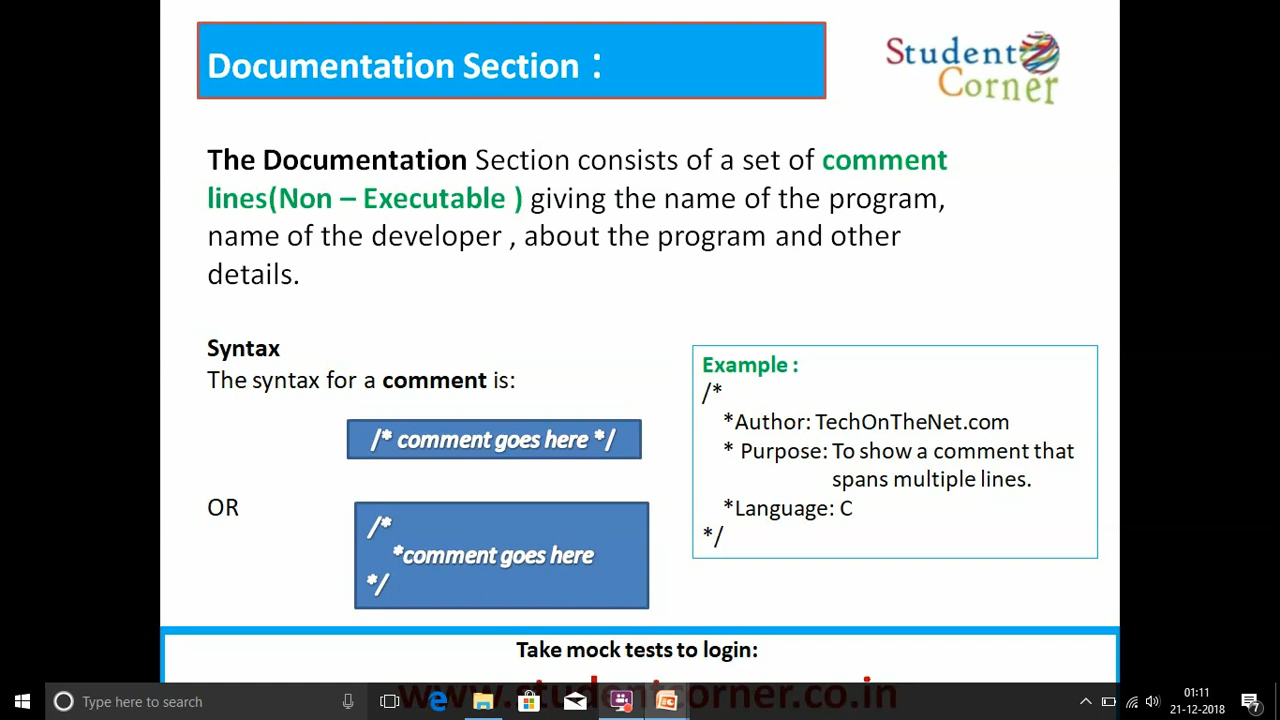 Documentation Section :
Student
Corner
The Documentation Section consists of a set of comment
lines(Non – Executable ) giving the name of the program,
name of the developer , about the program and other
details.
Syntax
The syntax for a comment is:
/* comment goes here */
OR
/*
*comment goes here
*/
Example :
/*
*Author: TechOnTheNet.com
* Purpose: To show a comment that
spans multiple lines.
*Language: C
*/
Take mock tests to login:
www.studentcorner.co.in
Type here to search
01:11
21-12-2018
7